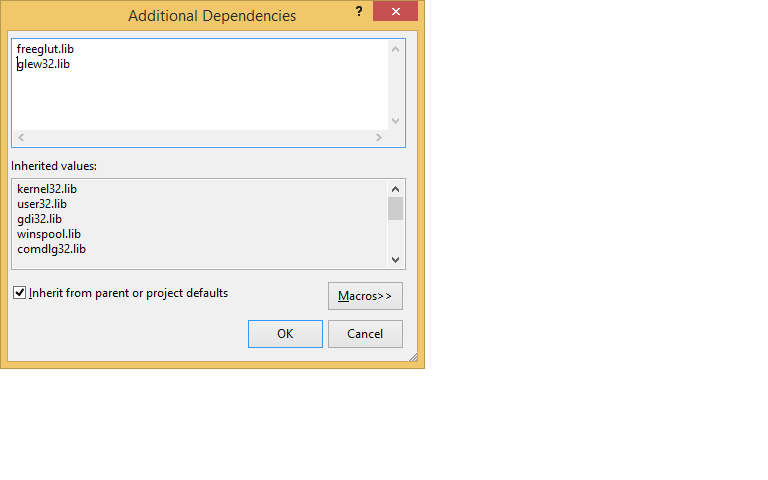 Additional Dependencies
?
freeglut.lib
glew32.lib
Inherited values:
kernel32.lib
user32.lib
gdi32.lib
winspool.lib
comdlg32.lib
Inherit from parent or project defaults
Macros>>
OK
Cancel